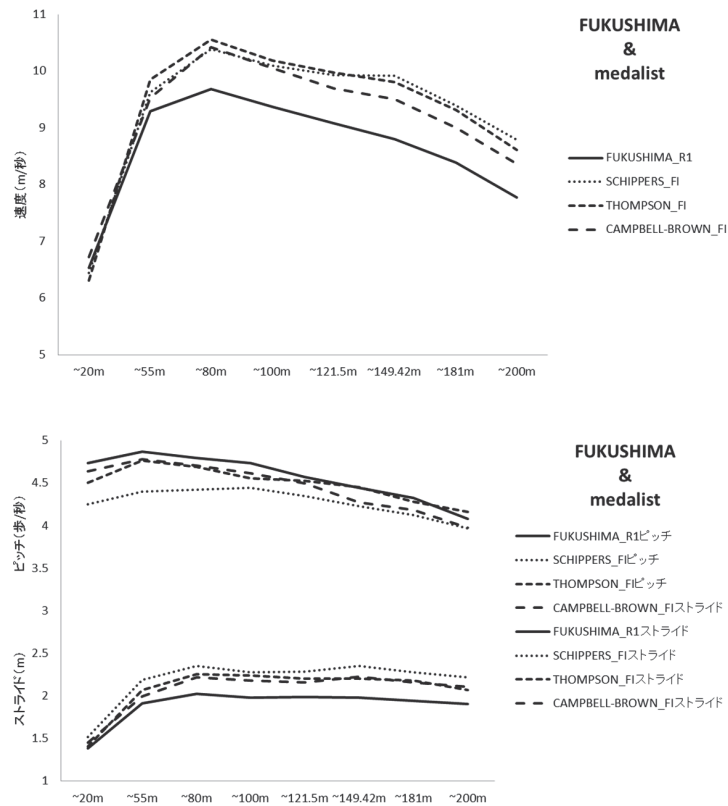 11
10
9
8
7
6
5
速度(m/秒)
~20m ~55m ~80m ~100m ~121.5m ~149.42m ~181m ~200m
FUKUSHIMA
&
medalist
FUKUSHIMA_R1
SCHIPPERS_FI
THOMPSON_FI
CAMPBELL-BROWN_FI
5
4.5
4
3.5
3
2.5
2
1.5
1
ピッチ(歩/秒)
ストライド(m)
~20m ~55m ~80m ~100m ~121.5m ~149.42m ~181m ~200m
FUKUSHIMA
&
medalist
FUKUSHIMA_R1ピッチ
SCHIPPERS_FIピッチ
THOMPSON_FIピッチ
CAMPBELL-BROWN_FIストライド
FUKUSHIMA_R1ストライド
SCHIPPERS_FIストライド
THOMPSON_FIストライド
CAMPBELL-BROWN_FIストライド